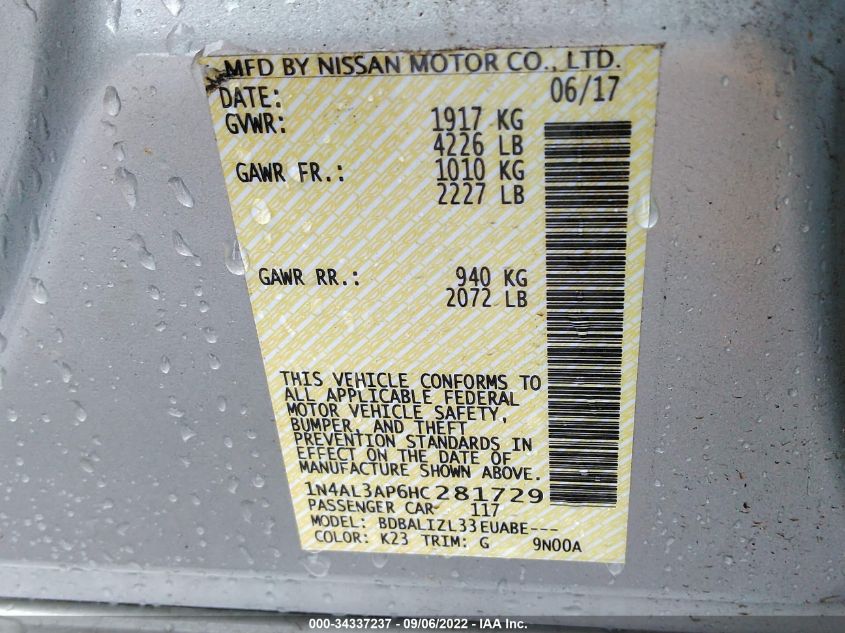 MFD BY NISSAN MOTOR CO., LTD.
DATE: 06/17
GVWR: 1917 KG
4226 LB
GAWR FR.: 1010 KG
2227 LB
GAWR RR.: 940 KG
2072 LB
THIS VEHICLE CONFORMS TO
ALL APPLICABLE FEDERAL
MOTOR VEHICLE SAFETY,
BUMPER, AND THEFT
PREVENTION STANDARDS IN
EFFECT ON THE DATE OF
MANUFACTURE SHOWN ABOVE.
1N4AL3AP6HC281729
PASSENGER CAR 117
MODEL: BDBALIZL33EUABE---
COLOR: K23 TRIM: G 9N00A
000-34337237 - 09/06/2022 - IAA Inc.